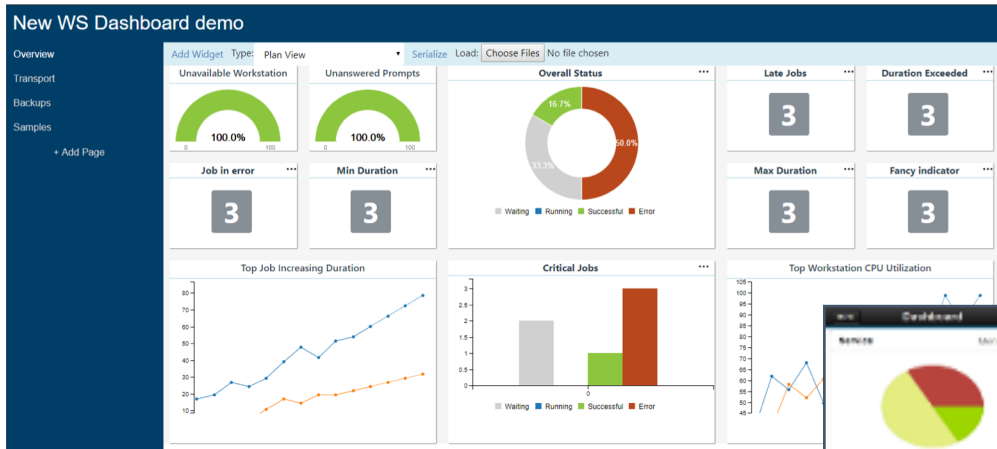 New WS Dashboard demo
Overview
Transport
Backups
Samples
+ Add Page
Add Widget Type: Plan View Serialize Load: Choose Files No file chosen
Unavailable Workstation
100.0%
0 100
Unanswered Prompts
100.0%
0 100
Overall Status
16.7%
50.0%
33.3%
Waiting Running Successful Error
Late Jobs
3
Duration Exceeded
3
Job in error
3
Min Duration
3
Max Duration
3
Fancy indicator
3
Top Job Increasing Duration
80
70
60
50
40
30
20
10
Critical Jobs
3
2.5
2
1.5
1
0.5
0
0
Waiting Running Successful Error
Top Workstation CPU Utilization
105
100
95
90
85
80
75
70
65
60
55
50
45
Dashboard
Service